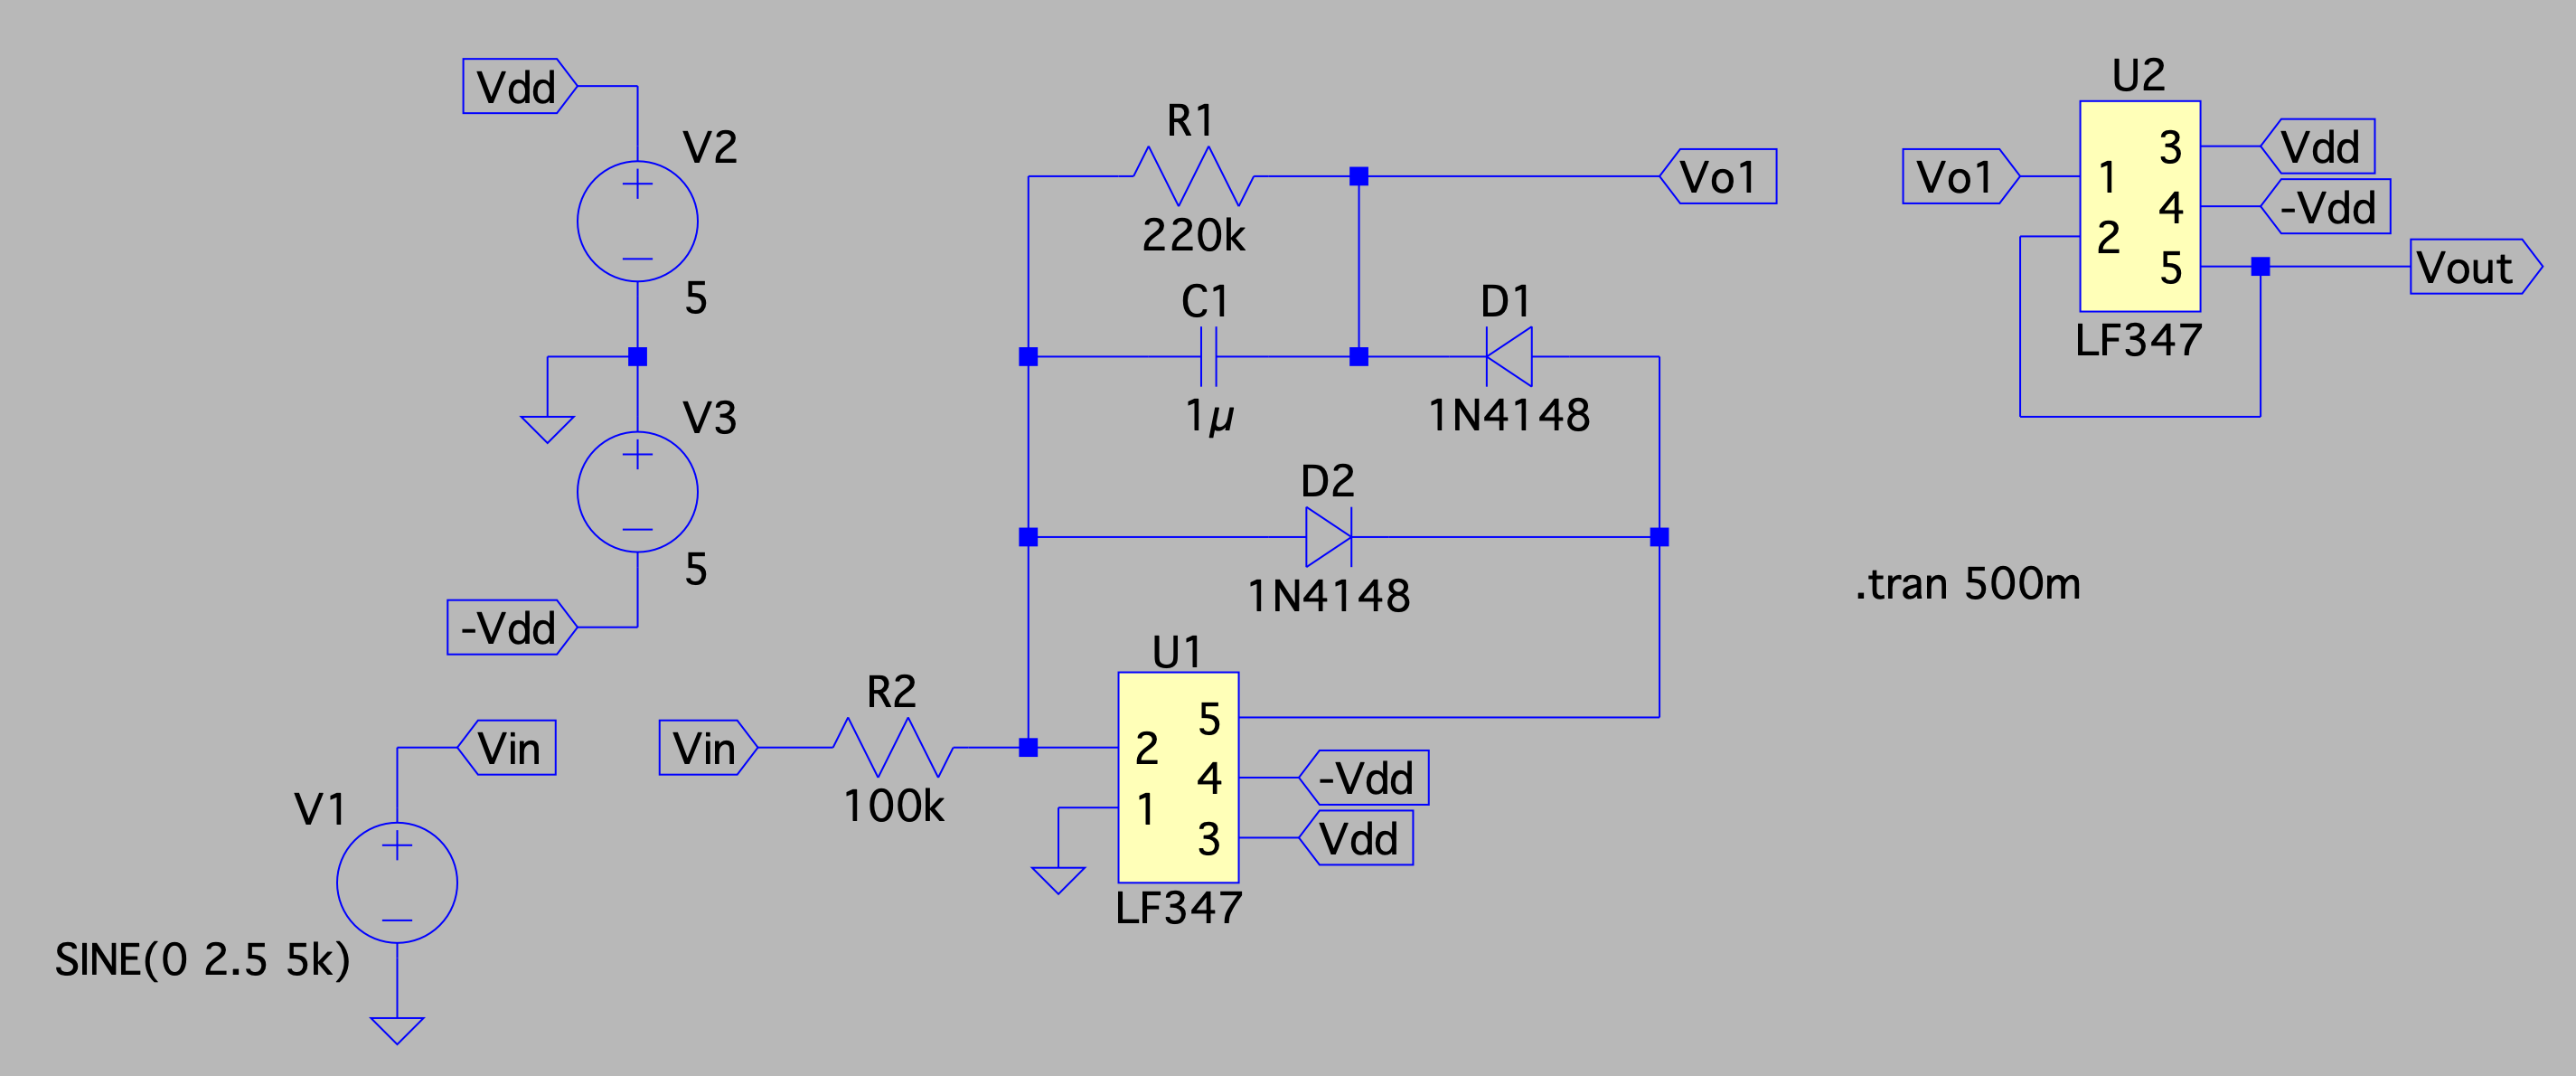 Vdd
V2
5
V3
5
-Vdd
Vin
V1
SINE(0 2.5 5k)
Vin
R2
100k
R1
220k
Vo1
C1
1µ
D1
1N4148
D2
1N4148
U1
5
2
4
-Vdd
1
3
Vdd
LF347
U2
Vo1
1
3
Vdd
4
-Vdd
2
5
Vout
LF347
.tran 500m